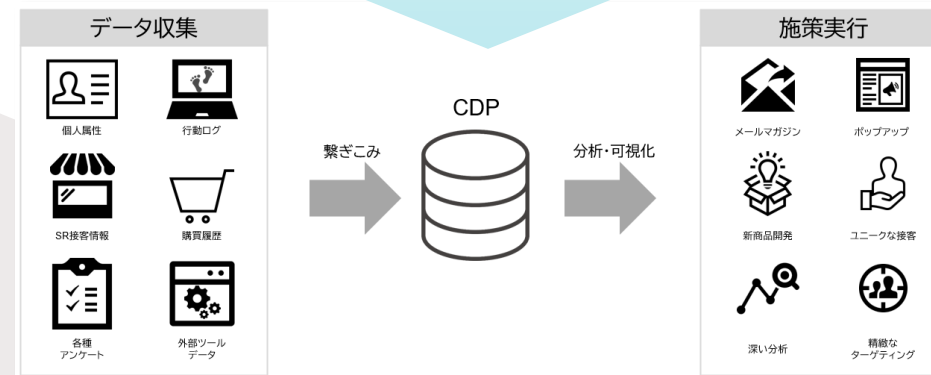 データ収集
個人属性
行動ログ
SR接客情報
購買履歴
各種
アンケート
外部ツール
データ
繋ぎこみ
CDP
分析・可視化
施策実行
メールマガジン
ポップアップ
新商品開発
ユニークな接客
深い分析
精緻な
ターゲティング